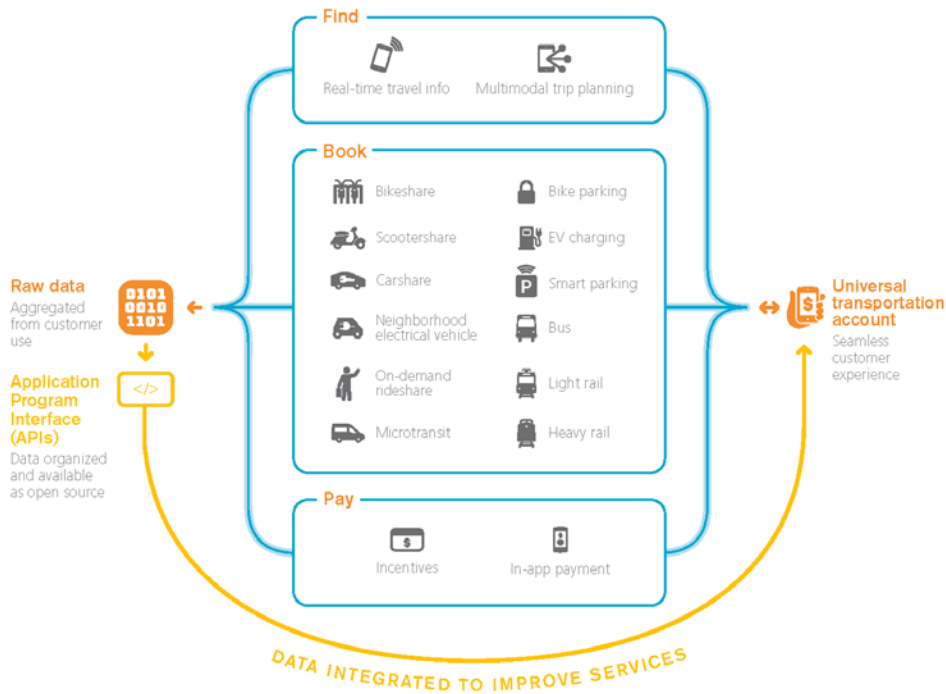 Find
Real-time travel info
Multimodal trip planning
Book
Bikeshare
Bike parking
Scootershare
EV charging
Carshare
Smart parking
P
Neighborhood
electrical vehicle
Bus
On-demand
rideshare
Light rail
Microtransit
Heavy rail
Pay
$
Incentives
In-app payment
Raw data
Aggregated
from customer
use
0101
0010
1101
Application
Program
Interface
(APIs)
Data organized
and available
as open source
</>
$
Universal
transportation
account
Seamless
customer
experience
DATA INTEGRATED TO IMPROVE SERVICES